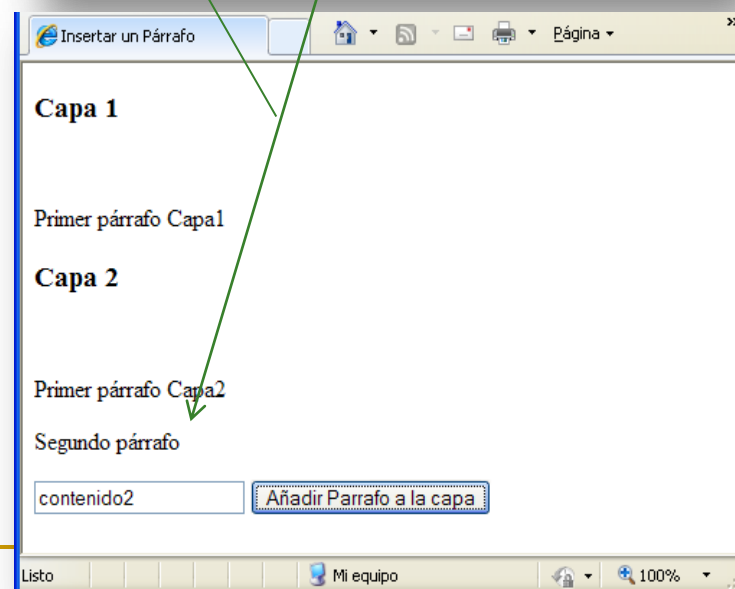 Insertar un Párrafo
Página
»
Capa 1
Primer párrafo Capa1
Capa 2
Primer párrafo Capa2
Segundo párrafo
contenido2 Añadir Parrafo a la capa
Listo Mi equipo 100%